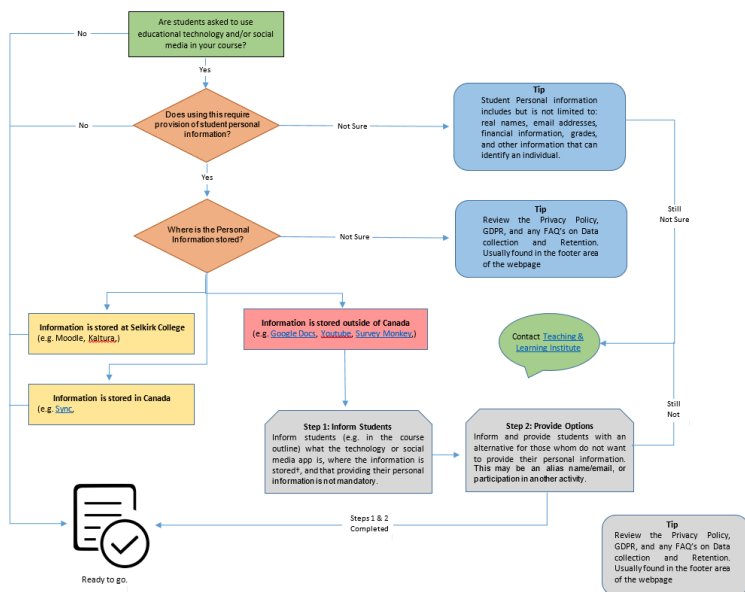 Are students asked to use
educational technology and/or social
media in your course?
No
Yes
Does using this require
provision of student personal
information?
No
Not Sure
Tip
Student Personal information
includes but is not limited to:
real names, email addresses,
financial information, grades,
and other information that can
identify an individual.
Yes
Where is the Personal
Information stored?
Not Sure
Tip
Review the Privacy Policy,
GDPR, and any FAQ's on Data
collection and Retention.
Usually found in the footer area
of the webpage
Still
Not Sure
Information is stored at Selkirk College
(e.g. Moodle, Kaltura,)
Information is stored outside of Canada
(e.g. Google Docs, Youtube, Survey Monkey,)
Contact Teaching &
Learning Institute
Information is stored in Canada
(e.g. Sync,
Still
Not
Step 1: Inform Students
Inform students (e.g. in the course
outline) what the technology or social
media app is, where the information is
stored†, and that providing their personal
information is not mandatory.
Step 2: Provide Options
Inform and provide students with an
alternative for those whom do not want
to provide their personal information.
This may be an alias name/email, or
participation in another activity.
Steps 1 & 2
Completed
Ready to go.
Tip
Review the Privacy Policy,
GDPR, and any FAQ's on Data
collection and Retention.
Usually found in the footer area
of the webpage